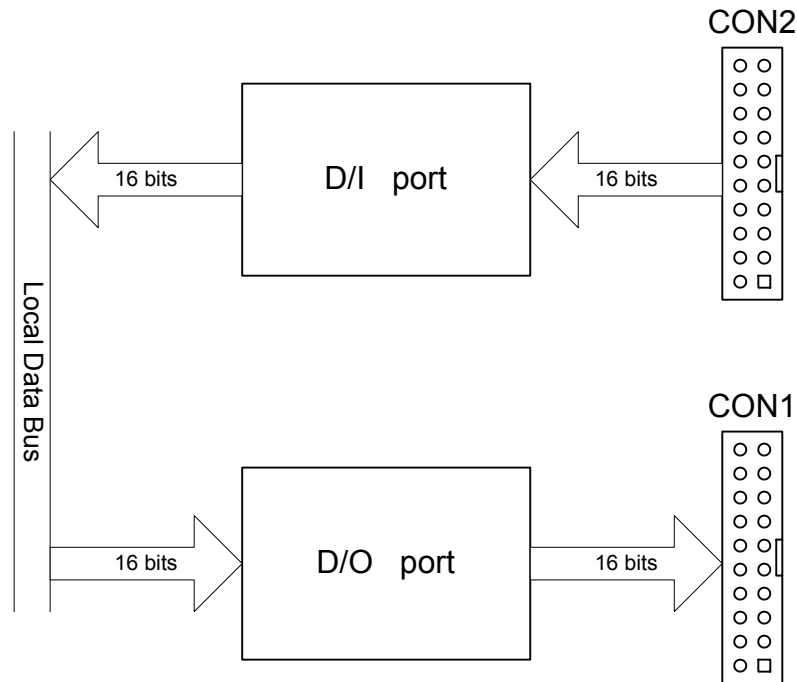 CON2
16 bits
D/I port
16 bits
Local Data Bus
CON1
16 bits
D/O port
16 bits